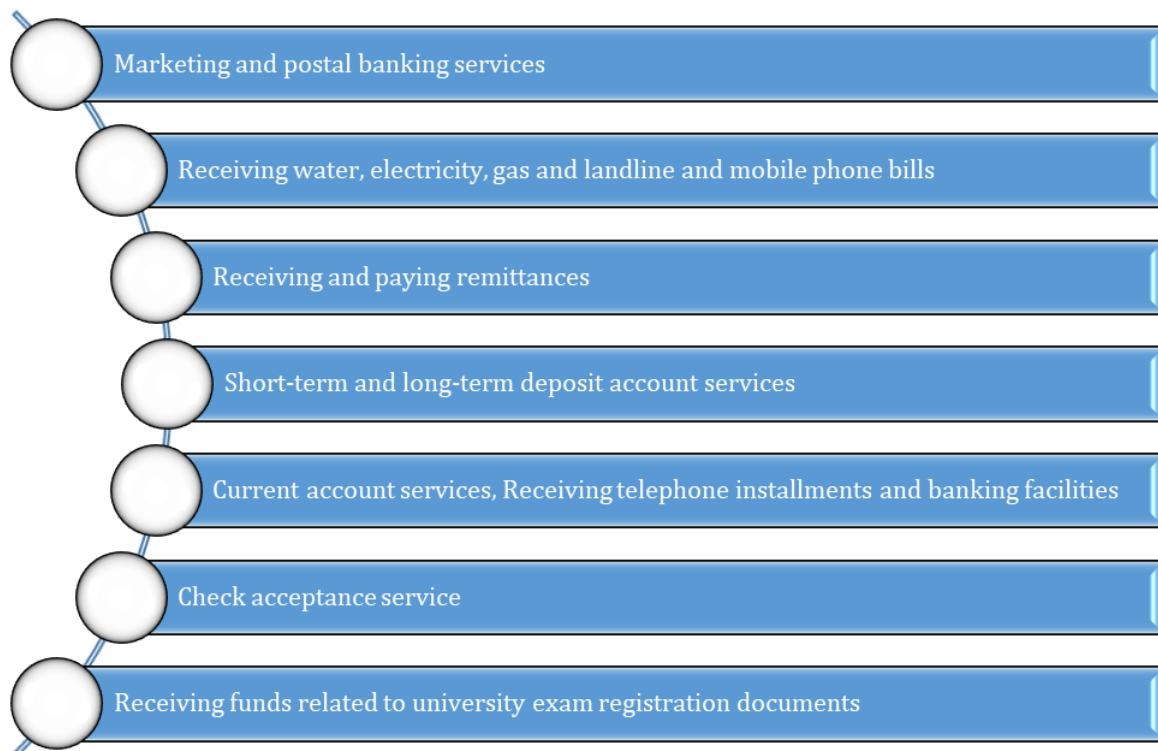 Marketing and postal banking services
Receiving water, electricity, gas and landline and mobile phone bills
Receiving and paying remittances
Short-term and long-term deposit account services
Current account services, Receiving telephone installments and banking facilities
Check acceptance service
Receiving funds related to university exam registration documents